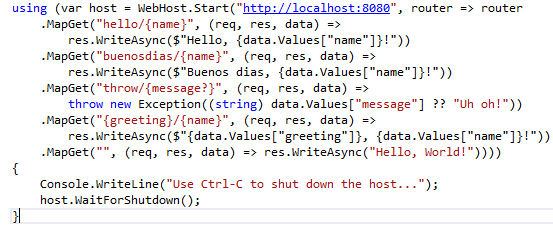 using (var host = WebHost.Start("http://localhost:8080", router => router
    .MapGet("hello/{name}", (req, res, data) =>
        res.WriteAsync($"Hello, {data.Values["name"]}!"))
    .MapGet("buenosdias/{name}", (req, res, data) =>
        res.WriteAsync($"Buenos dias, {data.Values["name"]}!"))
    .MapGet("throw/{message?}", (req, res, data) =>
        throw new Exception((string) data.Values["message"] ?? "Uh oh!"))
    .MapGet("{greeting}/{name}", (req, res, data) =>
        res.WriteAsync($"{data.Values["greeting"]}, {data.Values["name"]}!"))
    .MapGet("", (req, res, data) => res.WriteAsync("Hello, World!"))))
{
    Console.WriteLine("Use Ctrl-C to shut down the host...");
    host.WaitForShutdown();
}